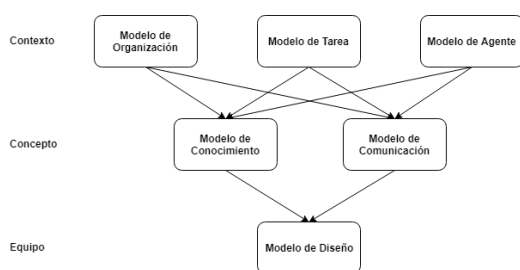 Contexto
Modelo de
Organización
Modelo de Tarea
Modelo de Agente
Concepto
Modelo de
Conocimiento
Modelo de
Comunicación
Equipo
Modelo de Diseño